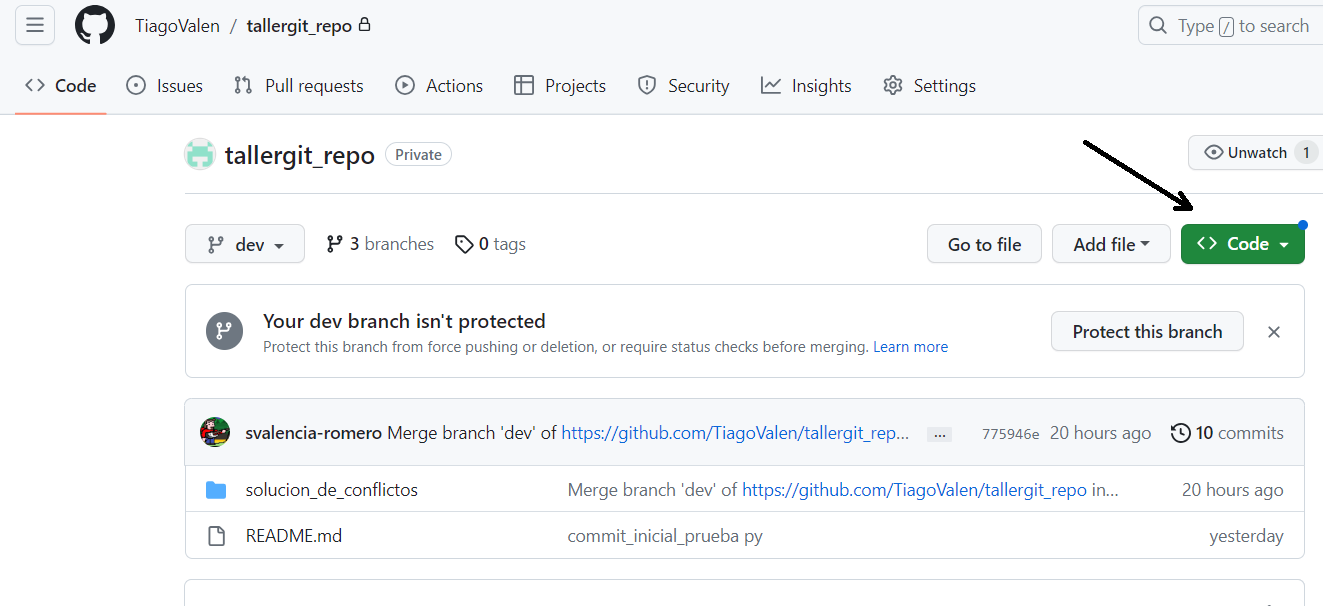 TiagoValen / tallergit_repo
Type / to search
Code Issues Pull requests Actions Projects Security Insights Settings
tallergit_repo Private
Unwatch 1
dev 3 branches 0 tags
Go to file Add file Code
Your dev branch isn't protected
Protect this branch from force pushing or deletion, or require status checks before merging. Learn more
Protect this branch
svalencia-romero Merge branch 'dev' of https://github.com/TiagoValen/tallergit_rep... ... 775946e 20 hours ago 10 commits
solucion_de_conflictos Merge branch 'dev' of https://github.com/TiagoValen/tallergit_repo in... 20 hours ago
README.md commit_inicial_prueba py yesterday